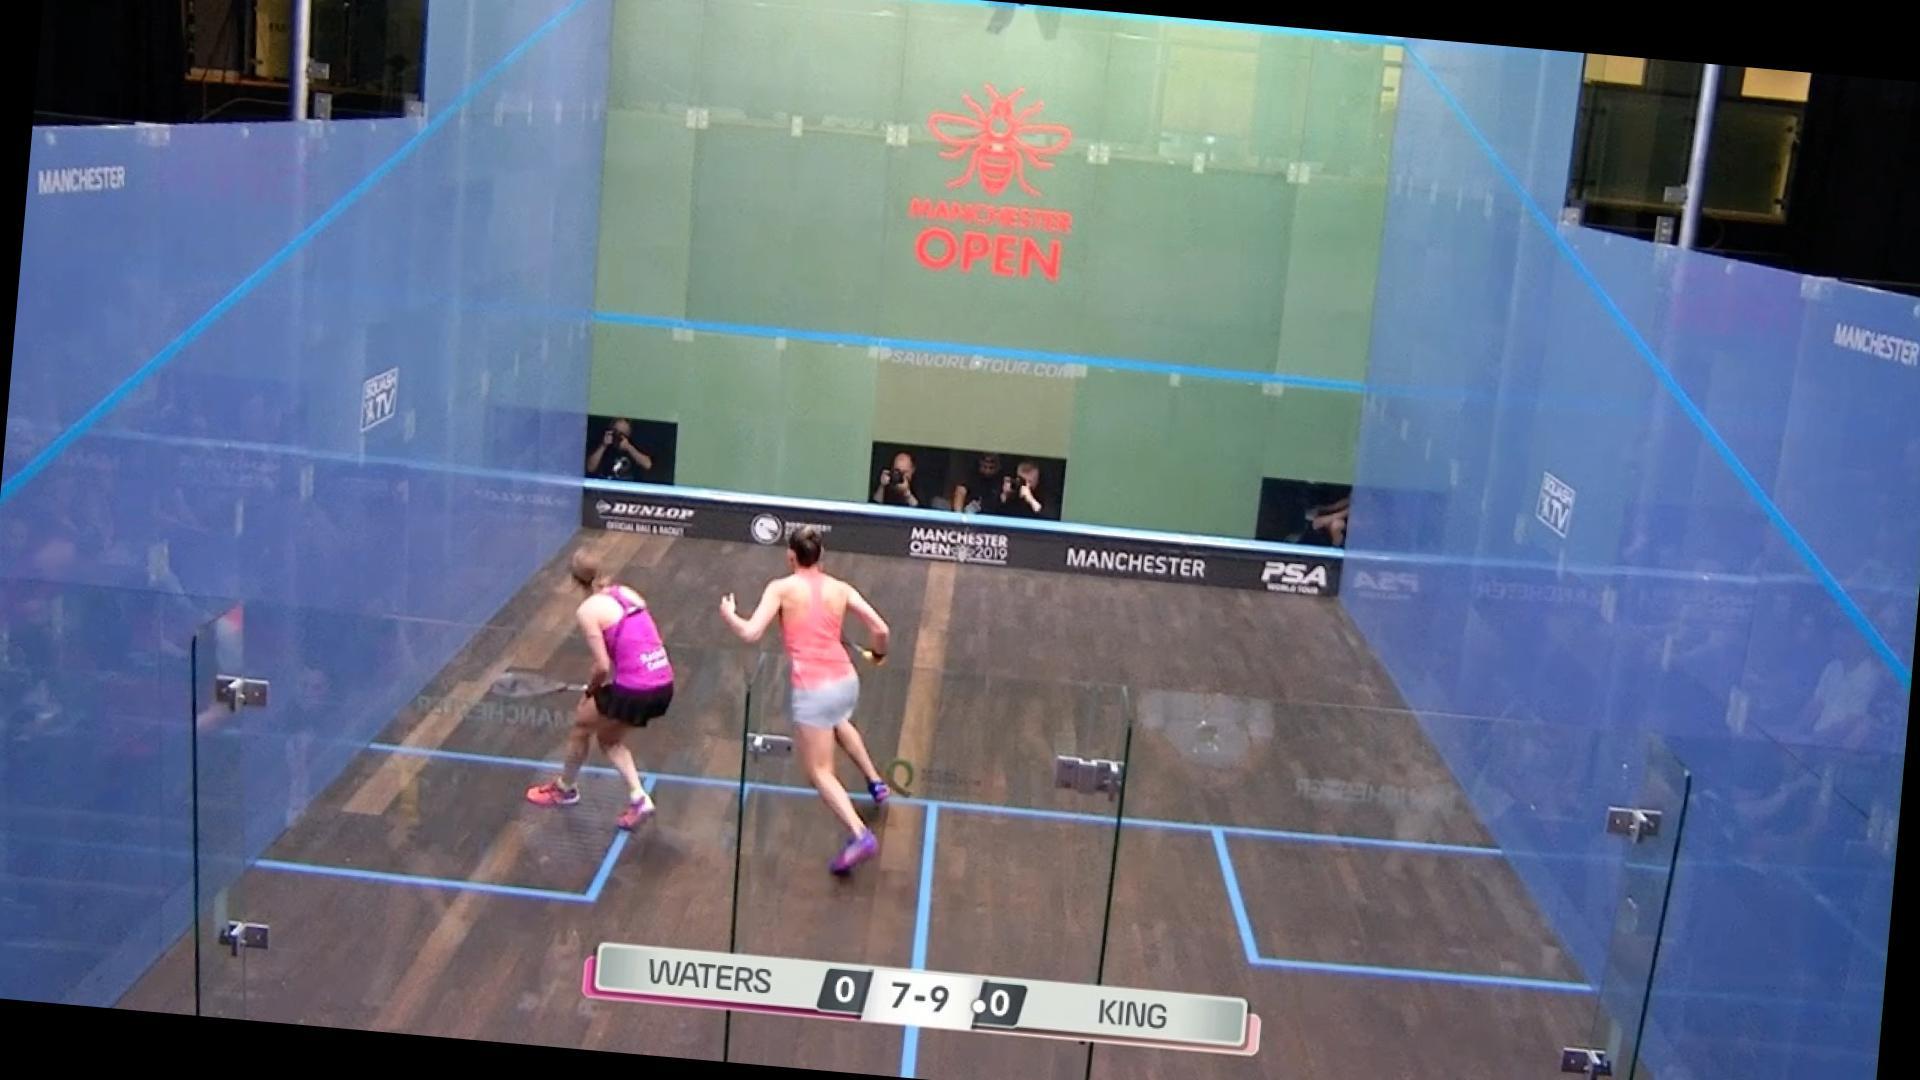 MANCHESTER
MANCHESTER
OPEN
MANCHESTER
SQUASH
TV
PSAWORLDTOUR.COM
SQUASH
TV
DUNLOP
OFFICIAL BALL & RACKET
MANCHESTER
OPEN 2019
MANCHESTER
PSA
WORLD TOUR
WATERS 0 7-9 0 KING